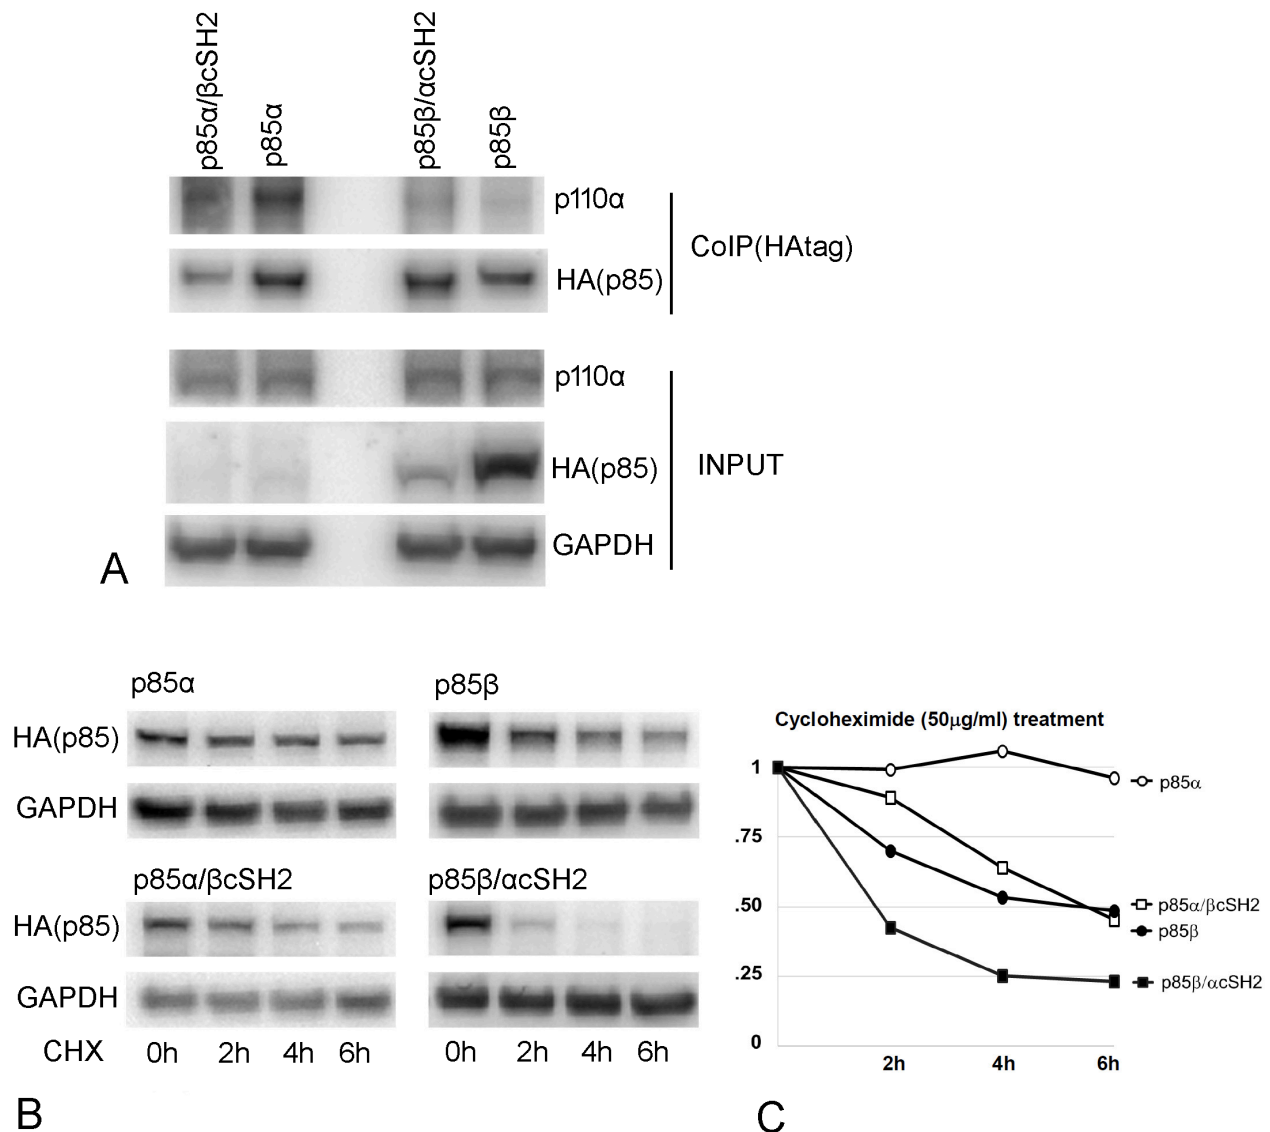 p85α/βcSH2
p85α
p85β/αcSH2
p85β
p110α
HA(p85)
CoIP(HAtag)
p110α
HA(p85)
GAPDH
INPUT
A
p85α
p85β
HA(p85)
GAPDH
p85α/βcSH2
p85β/αcSH2
HA(p85)
GAPDH
CHX 0h 2h 4h 6h 0h 2h 4h 6h
B
Cycloheximide (50µg/ml) treatment
1
.75
.50
.25
0
p85α
p85α/βcSH2
p85β
p85β/αcSH2
2h 4h 6h
C